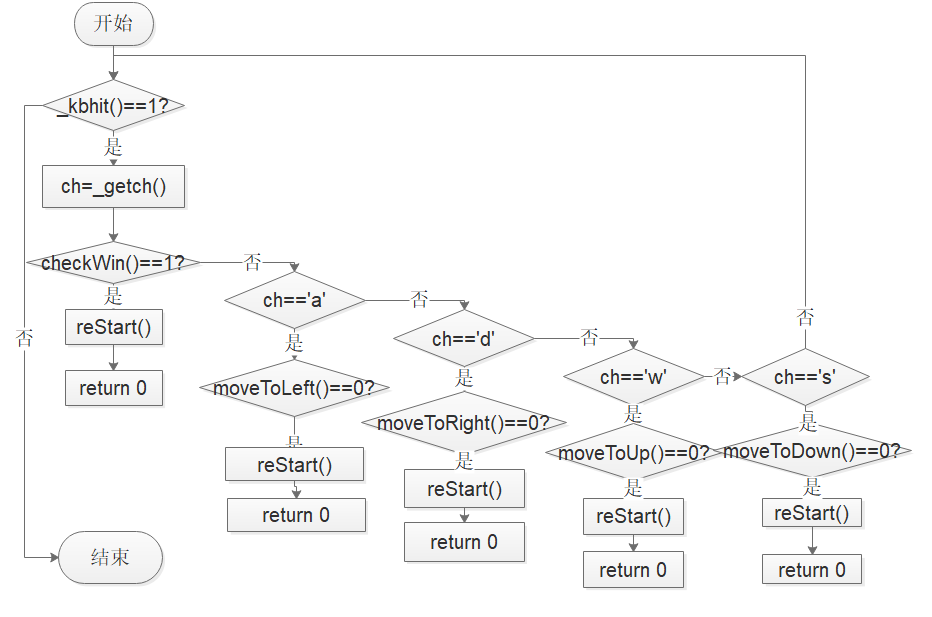 开始
_kbhit()==1?
是
ch=_getch()
checkWin()==1?
否
是
reStart()
return 0
否
结束
ch=='a'
否
是
moveToLeft()==0?
是
reStart()
return 0
ch=='d'
否
是
moveToRight()==0?
是
reStart()
return 0
ch=='w'
否
是
moveToUp()==0?
是
reStart()
return 0
否
ch=='s'
是
moveToDown()==0?
是
reStart()
return 0